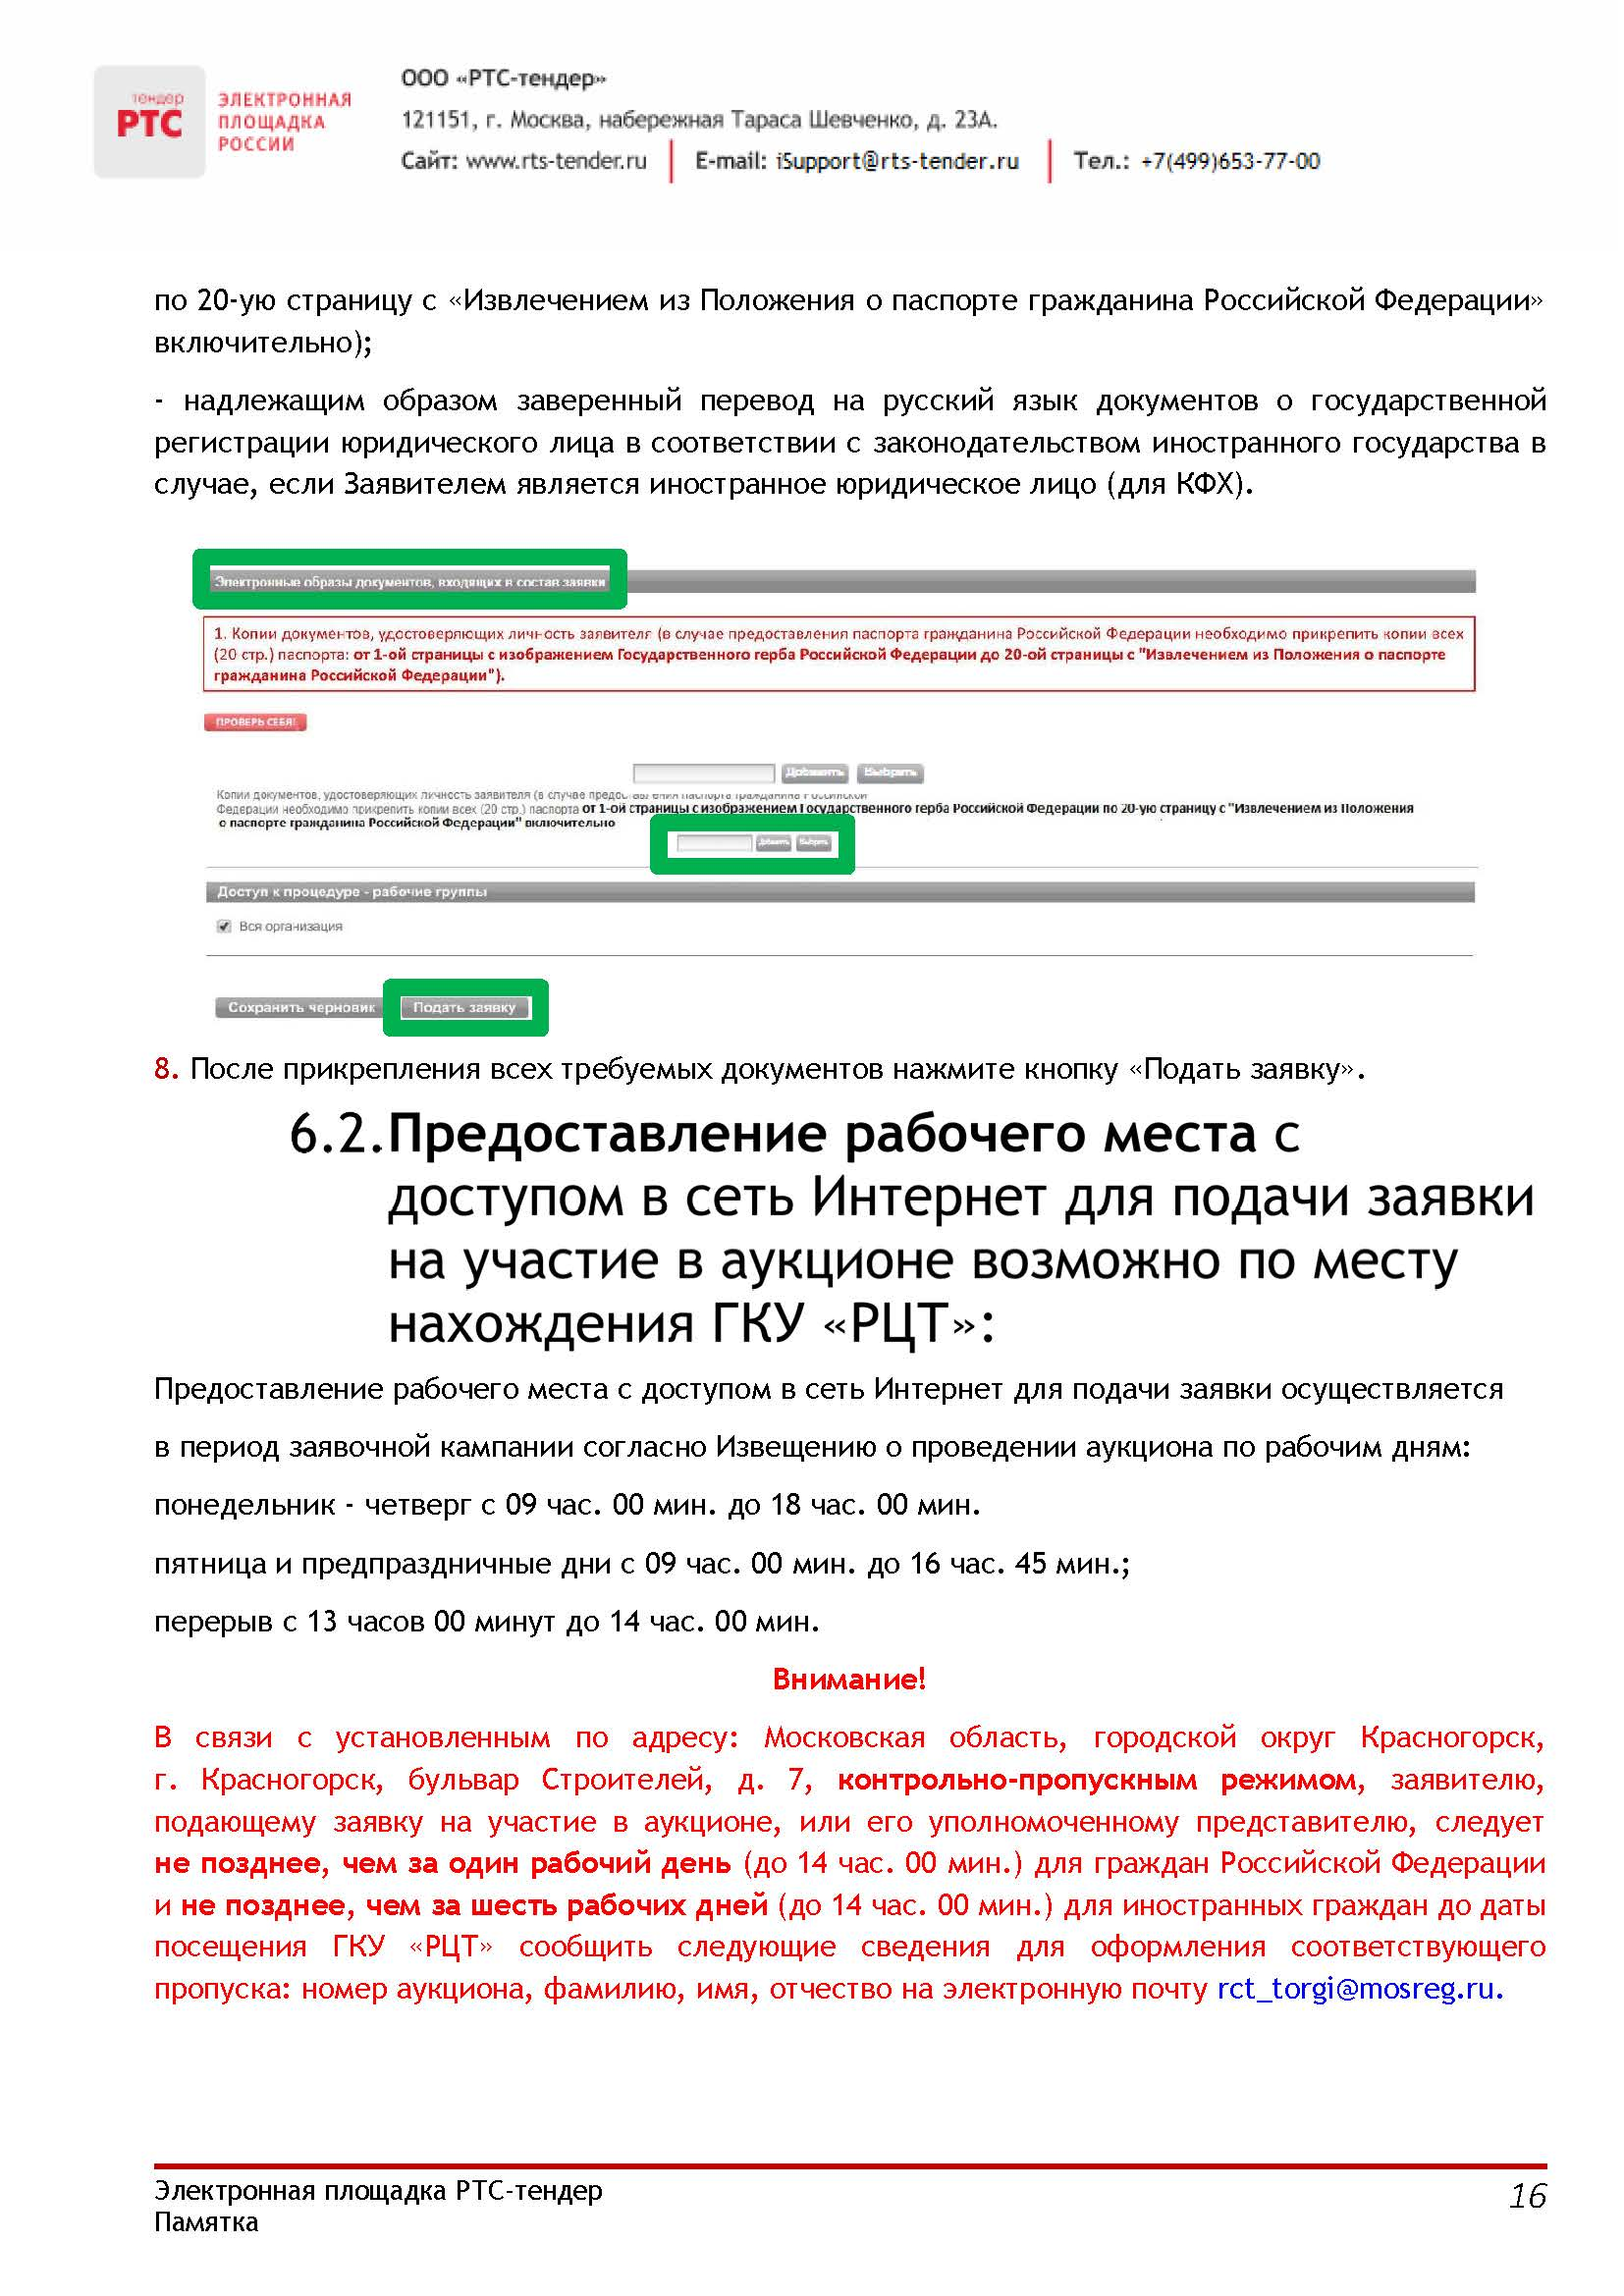 тендер
РТС
ЭЛЕКТРОННАЯ
ПЛОЩАДКА
РОССИИ
ООО «РТС-тендер»
121151, г. Москва, набережная Тараса Шевченко, д. 23А.
Сайт: www.rts-tender.ru E-mail: iSupport@rts-tender.ru Тел.: +7(499)653-77-00
по 20-ую страницу с «Извлечением из Положения о паспорте гражданина Российской Федерации»
включительно);
- надлежащим образом заверенный перевод на русский язык документов о государственной
регистрации юридического лица в соответствии с законодательством иностранного государства в
случае, если Заявителем является иностранное юридическое лицо (для КФХ).
Электронные образы документов, входящих в состав заявки
1. Копии документов, удостоверяющих личность заявителя (в случае предоставления паспорта гражданина Российской Федерации необходимо прикрепить копии всех
(20 стр.) паспорта: от 1-ой страницы с изображением Государственного герба Российской Федерации до 20-ой страницы с "Извлечением из Положения о паспорте
гражданина Российской Федерации").
ПРОВЕРЬ СЕБЯ!
Добавить Выбрать
Копии документов, удостоверяющих личность заявителя (в случае предоставления паспорта гражданина Российской
Федерации необходимо прикрепить копии всех (20 стр.) паспорта от 1-ой страницы с изображением Государственного герба Российской Федерации по 20-ую страницу с "Извлечением из Положения
о паспорте гражданина Российской Федерации" включительно
Добавить Выбрать
Доступ к процедуре - рабочие группы
Вся организация
Сохранить черновик Подать заявку
8. После прикрепления всех требуемых документов нажмите кнопку «Подать заявку».
6.2.Предоставление рабочего места с
доступом в сеть Интернет для подачи заявки
на участие в аукционе возможно по месту
нахождения ГКУ «РЦТ»:
Предоставление рабочего места с доступом в сеть Интернет для подачи заявки осуществляется
в период заявочной кампании согласно Извещению о проведении аукциона по рабочим дням:
понедельник - четверг с 09 час. 00 мин. до 18 час. 00 мин.
пятница и предпраздничные дни с 09 час. 00 мин. до 16 час. 45 мин.;
перерыв с 13 часов 00 минут до 14 час. 00 мин.
Внимание!
В связи с установленным по адресу: Московская область, городской округ Красногорск,
г. Красногорск, бульвар Строителей, д. 7, контрольно-пропускным режимом, заявителю,
подающему заявку на участие в аукционе, или его уполномоченному представителю, следует
не позднее, чем за один рабочий день (до 14 час. 00 мин.) для граждан Российской Федерации
и не позднее, чем за шесть рабочих дней (до 14 час. 00 мин.) для иностранных граждан до даты
посещения ГКУ «РЦТ» сообщить следующие сведения для оформления соответствующего
пропуска: номер аукциона, фамилию, имя, отчество на электронную почту rct_torgi@mosreg.ru.
Электронная площадка РТС-тендер
Памятка
16